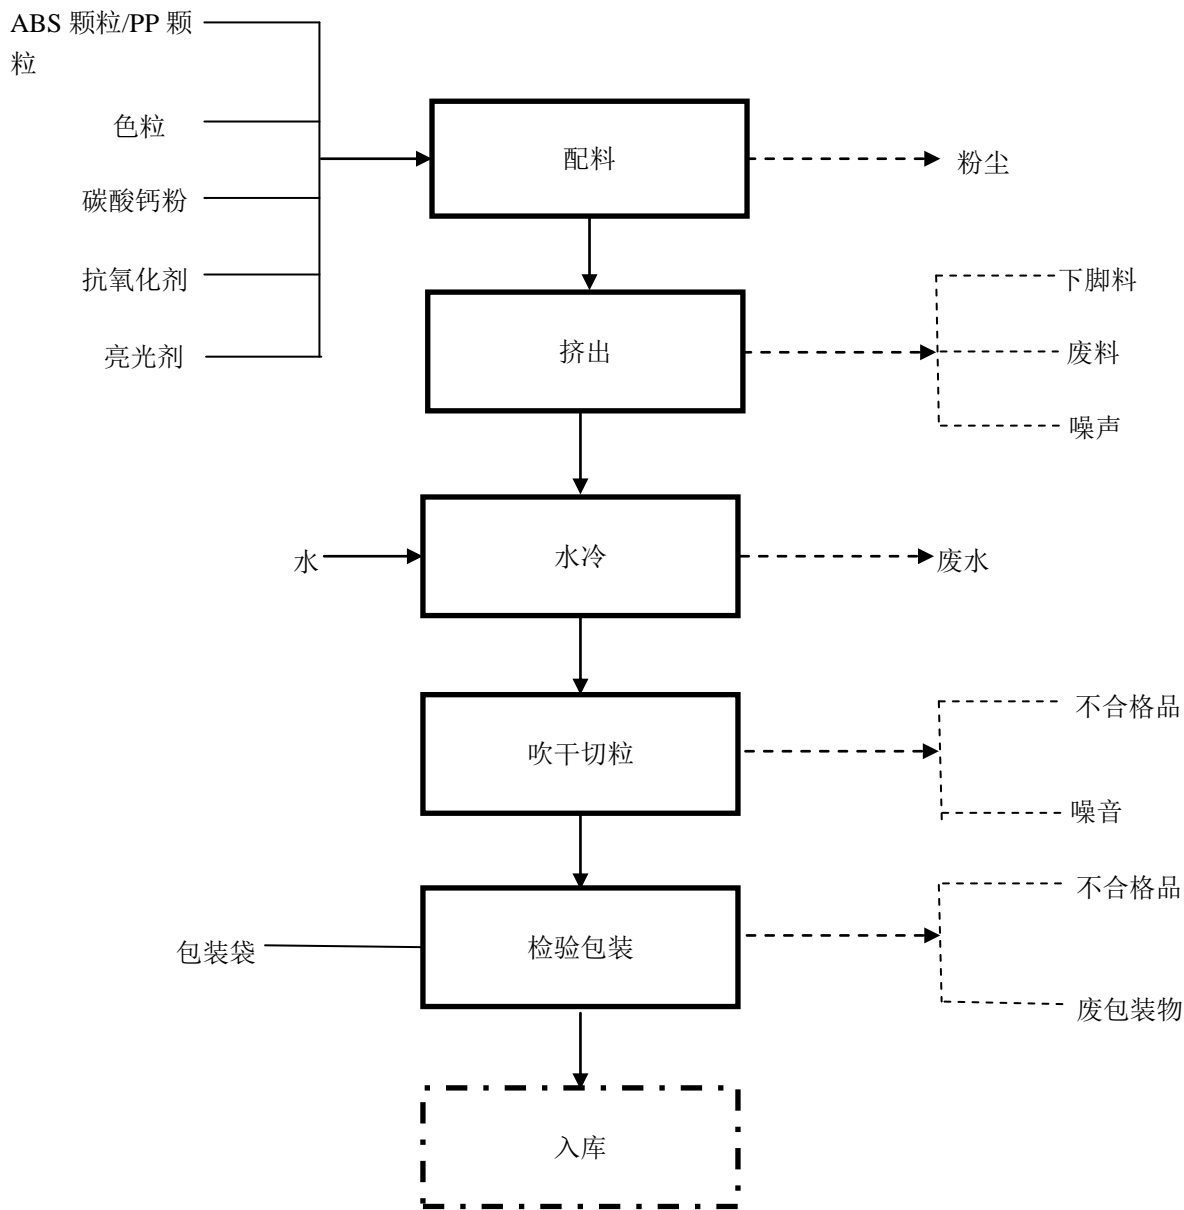 ABS 颗粒/PP 颗
粒
色粒
碳酸钙粉
抗氧化剂
亮光剂
配料
粉尘
挤出
下脚料
废料
噪声
水
水冷
废水
吹干切粒
不合格品
噪音
包装袋
检验包装
不合格品
废包装物
入库